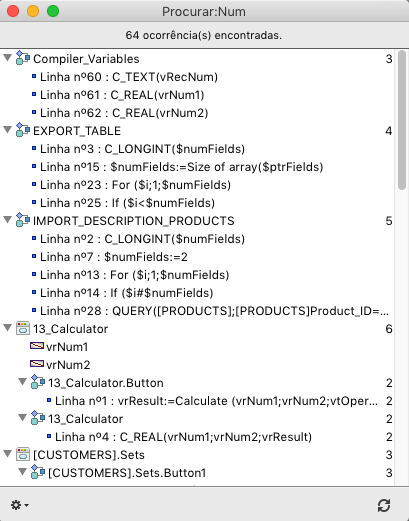 Procurar:Num
64 ocorrência(s) encontradas.
Compiler_Variables 3
Linha nº60 : C_TEXT(vRecNum)
Linha nº61 : C_REAL(vrNum1)
Linha nº62 : C_REAL(vrNum2)
EXPORT_TABLE 4
Linha nº3 : C_LONGINT($numFields)
Linha nº15 : $numFields:=Size of array($ptrFields)
Linha nº23 : For ($i;1;$numFields)
Linha nº25 : If ($i<$numFields)
IMPORT_DESCRIPTION_PRODUCTS 5
Linha nº2 : C_LONGINT($numFields)
Linha nº7 : $numFields:=2
Linha nº13 : For ($i;1;$numFields)
Linha nº14 : If ($i#$numFields)
Linha nº28 : QUERY([PRODUCTS];[PRODUCTS]Product_ID=...
13_Calculator 6
vrNum1
vrNum2
13_Calculator.Button 2
Linha nº1 : vrResult:=Calculate (vrNum1;vrNum2;vtOper... 2
13_Calculator 2
Linha nº4 : C_REAL(vrNum1;vrNum2;vrResult) 2
[CUSTOMERS].Sets 3
[CUSTOMERS].Sets.Button1 3